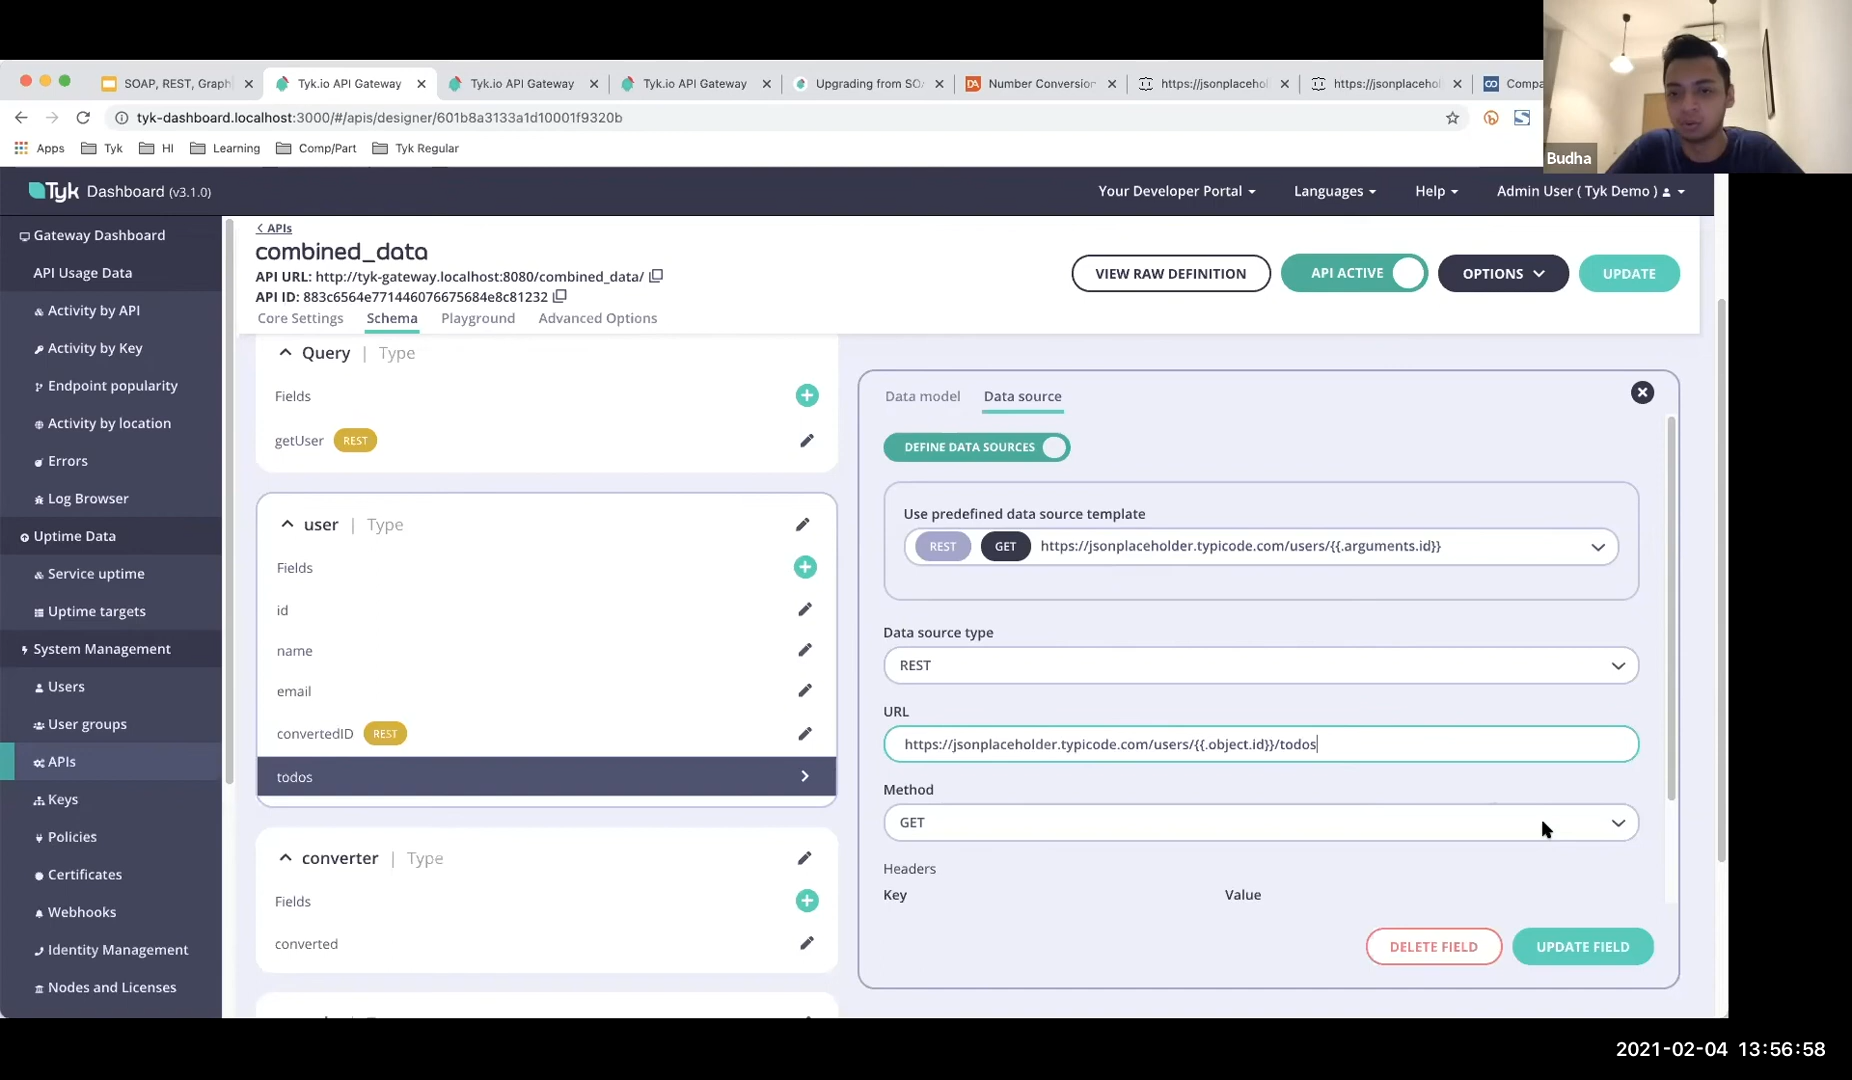 SOAP, REST, Graph
Tyk.io API Gateway
Tyk.io API Gateway
Tyk.io API Gateway
Upgrading from SO
Number Conversion
https://jsonplacehol
https://jsonplacehol
Compa
tyk-dashboard.localhost:3000/#/apis/designer/601b8a3133a1d10001f9320b
Apps
Tyk
HI
Learning
Comp/Part
Tyk Regular
Budha
Tyk Dashboard (v3.1.0)
Your Developer Portal
Languages
Help
Admin User ( Tyk Demo )
Gateway Dashboard
API Usage Data
Activity by API
Activity by Key
Endpoint popularity
Activity by location
Errors
Log Browser
Uptime Data
Service uptime
Uptime targets
System Management
Users
User groups
APIs
Keys
Policies
Certificates
Webhooks
Identity Management
Nodes and Licenses
< APIs
combined_data
API URL: http://tyk-gateway.localhost:8080/combined_data/
API ID: 883c6564e771446076675684e8c81232
VIEW RAW DEFINITION
API ACTIVE
OPTIONS
UPDATE
Core Settings
Schema
Playground
Advanced Options
Query | Type
Fields
getUser REST
user | Type
Fields
id
name
email
convertedID REST
todos
converter | Type
Fields
converted
Data model
Data source
DEFINE DATA SOURCES
Use predefined data source template
REST GET https://jsonplaceholder.typicode.com/users/{{.arguments.id}}
Data source type
REST
URL
https://jsonplaceholder.typicode.com/users/{{.object.id}}/todos
Method
GET
Headers
Key
Value
DELETE FIELD
UPDATE FIELD
2021-02-04 13:56:58